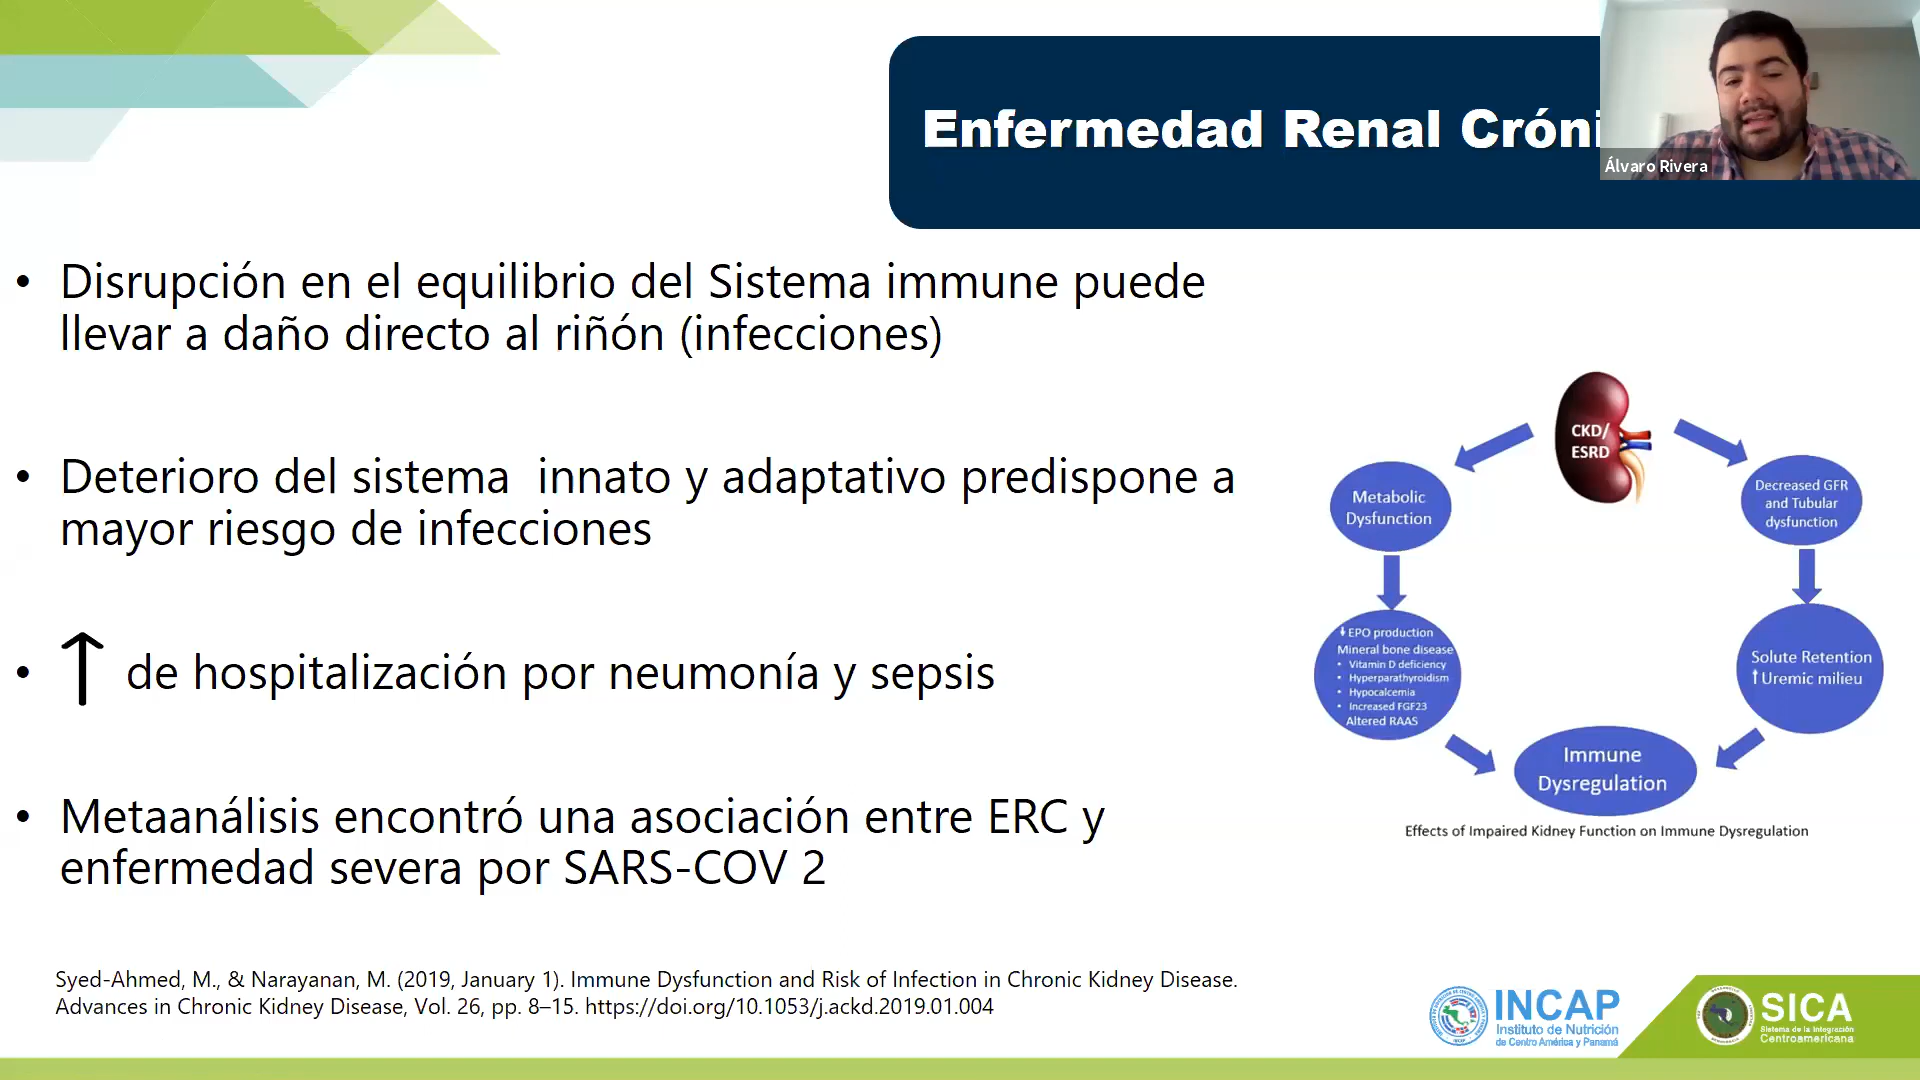 Enfermedad Renal Cróni
Álvaro Rivera
• Disrupción en el equilibrio del Sistema immune puede
llevar a daño directo al riñón (infecciones)
• Deterioro del sistema innato y adaptativo predispone a
mayor riesgo de infecciones
• ↑ de hospitalización por neumonía y sepsis
• Metaanálisis encontró una asociación entre ERC y
enfermedad severa por SARS-COV 2
CKD/
ESRD
Metabolic
Dysfunction
Decreased GFR
and Tubular
dysfunction
⬇EPO production
Mineral bone disease
• Vitamin D deficiency
• Hyperparathyroidism
• Hypocalcemia
• Increased FGF23
Altered RAAS
Solute Retention
↑Uremic milieu
Immune
Dysregulation
Effects of Impaired Kidney Function on Immune Dysregulation
Syed-Ahmed, M., & Narayanan, M. (2019, January 1). Immune Dysfunction and Risk of Infection in Chronic Kidney Disease.
Advances in Chronic Kidney Disease, Vol. 26, pp. 8–15. https://doi.org/10.1053/j.ackd.2019.01.004
INCAP
Instituto de Nutrición
de Centro América y Panamá
SICA
Sistema de la Integración
Centroamericana